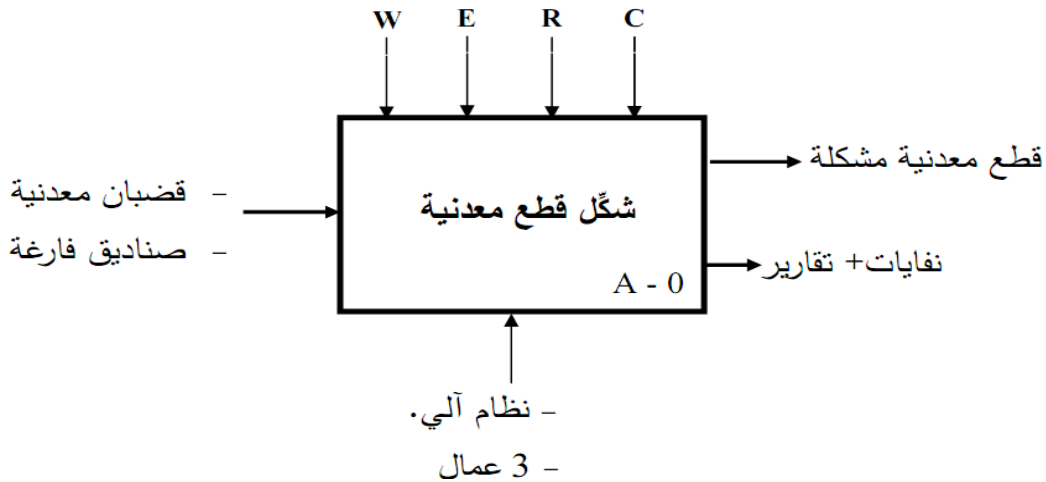 W E R C
قطع معدنية مشكلة
- قضبان معدنية
شكِّل قطع معدنية
- صناديق فارغة
نفايات+ تقارير
A - 0
- نظام آلي.
- 3 عمال